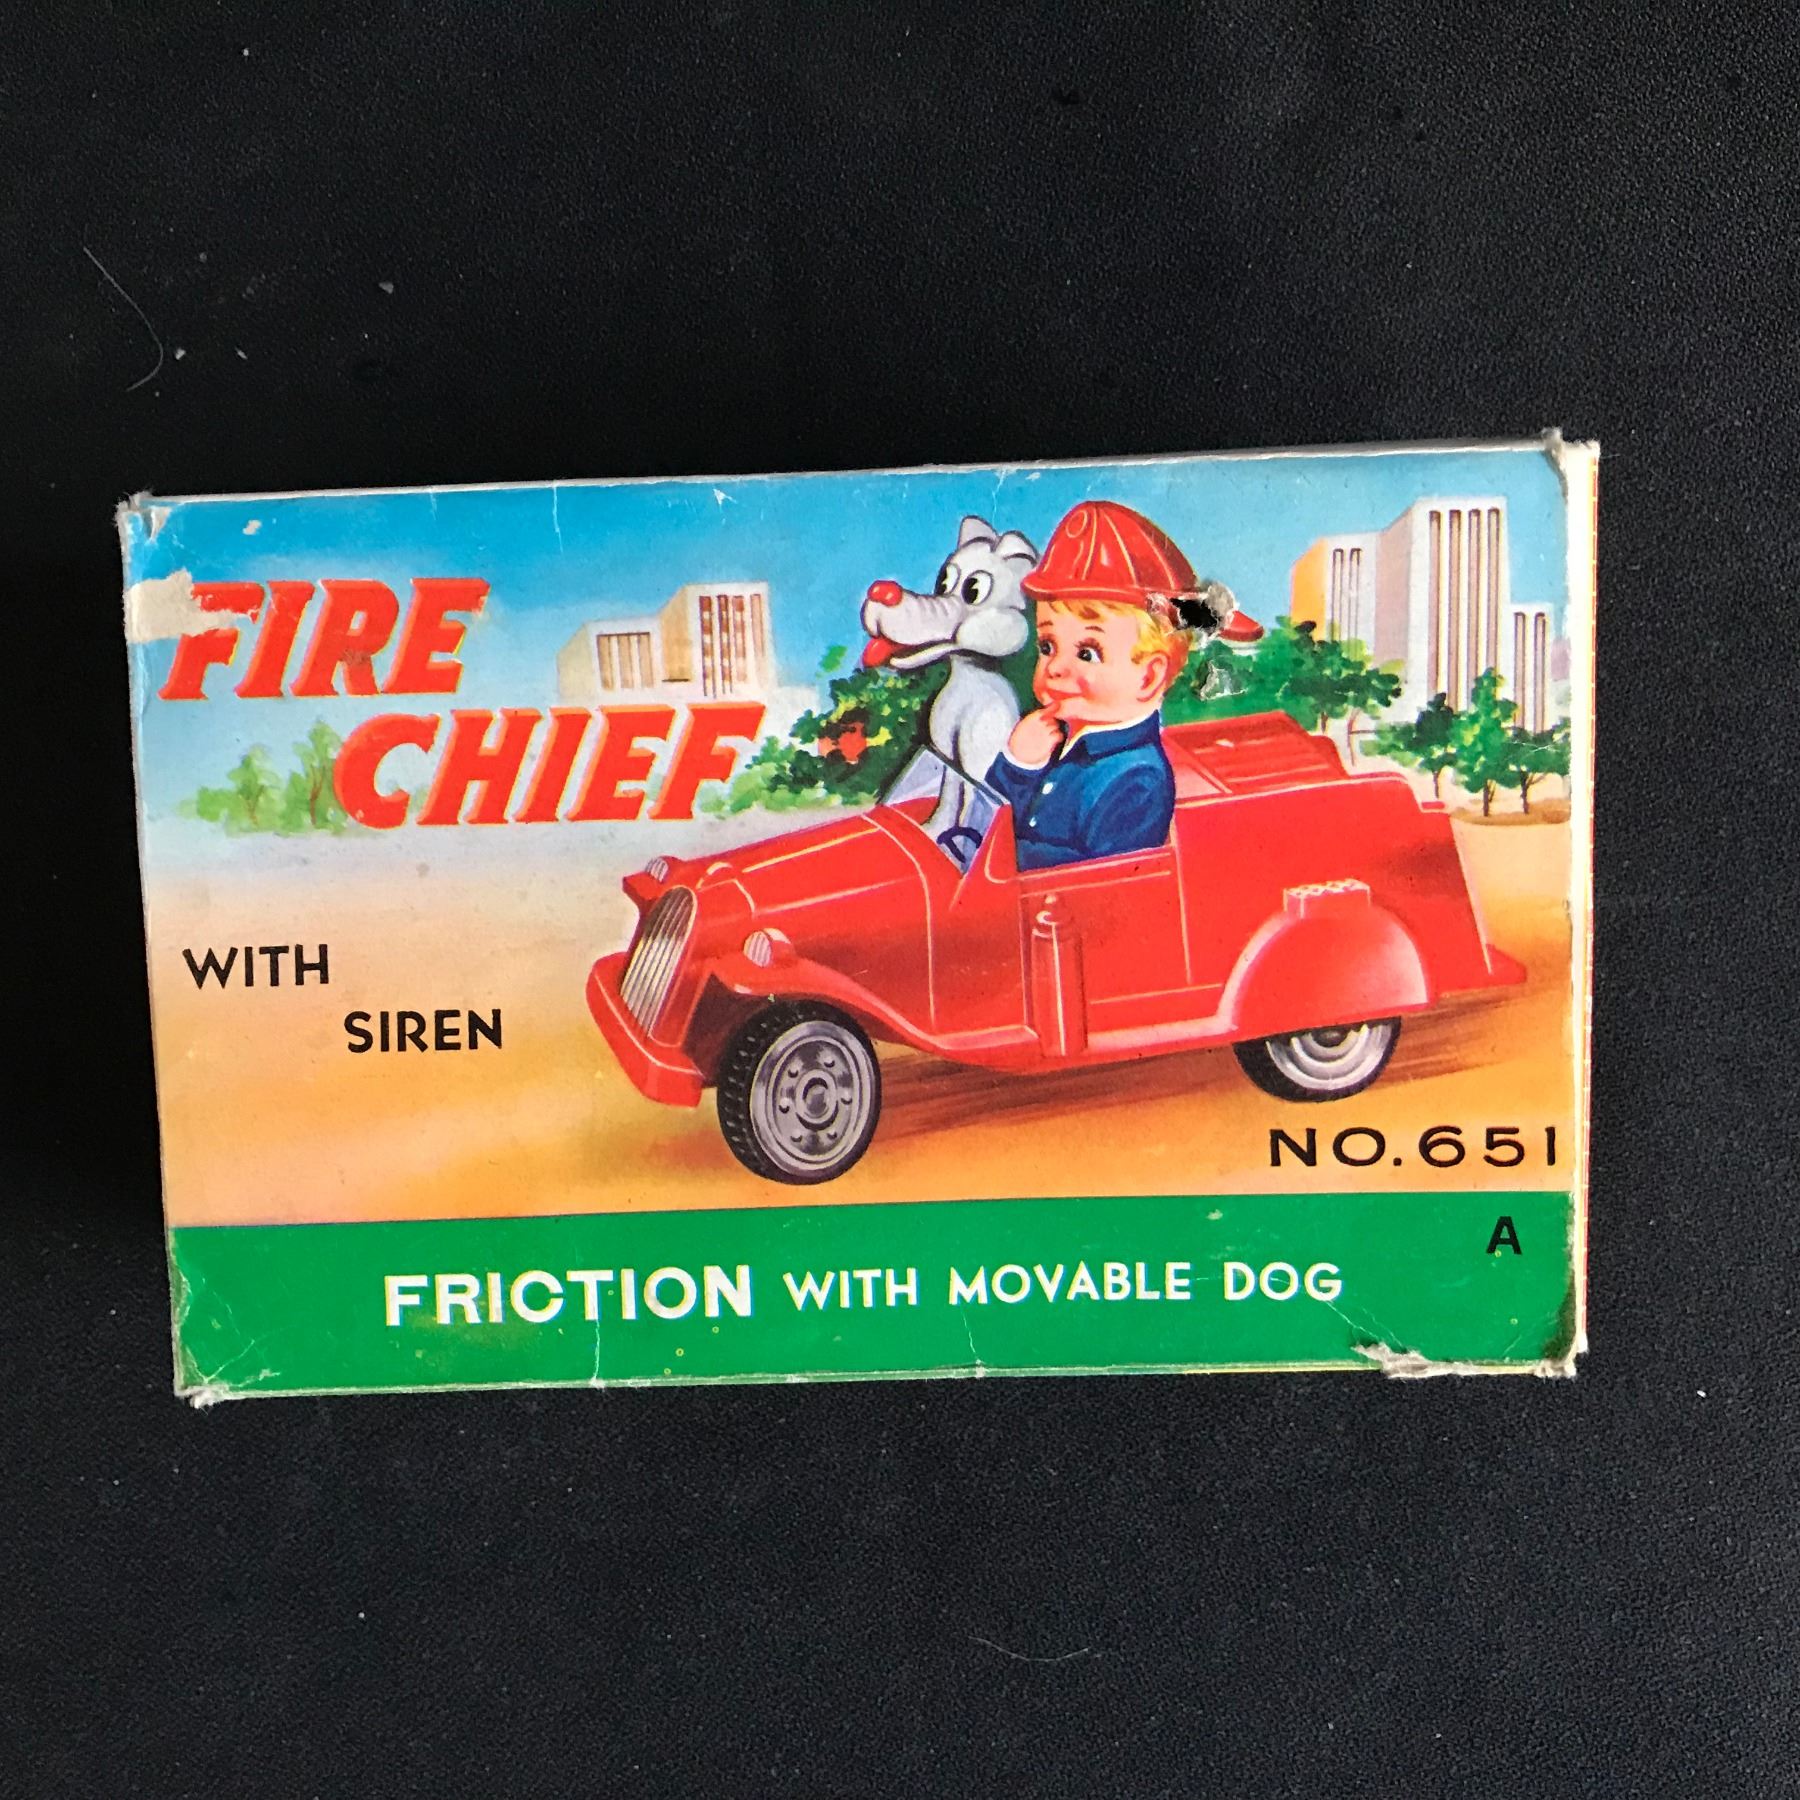 FIRE
CHIEF
WITH
SIREN
NO.651
A
FRICTION WITH MOVABLE DOG